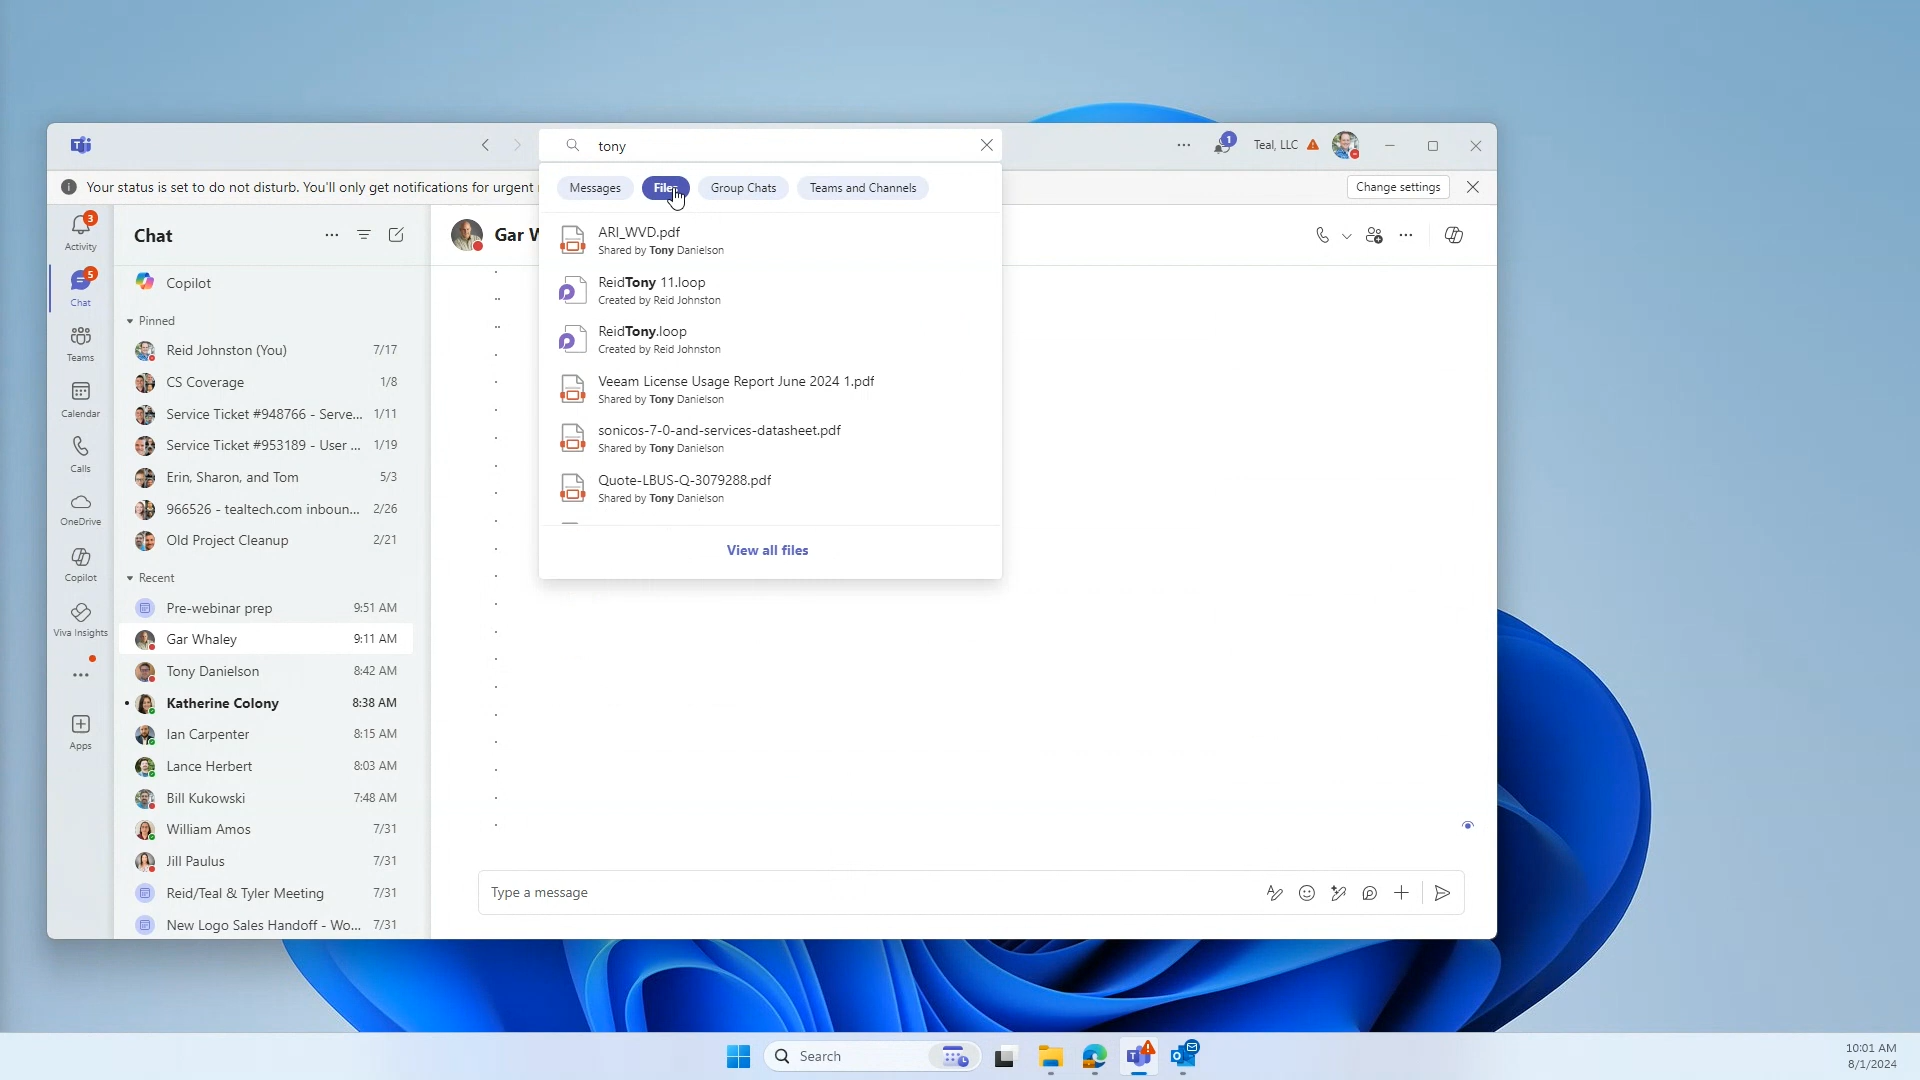 tony
1
Teal, LLC
Your status is set to do not disturb. You'll only get notifications for urgent
Change settings
Messages
Group Chats
Teams and Channels
3
Activity
5
Chat
Teams
Calendar
Calls
OneDrive
Copilot
Viva Insights
Apps
Chat
Copilot
Pinned
Reid Johnston (You) 7/17
CS Coverage 1/8
Service Ticket #948766 - Serve... 1/11
Service Ticket #953189 - User ... 1/19
Erin, Sharon, and Tom 5/3
966526 - tealtech.com inboun... 2/26
Old Project Cleanup 2/21
Recent
Pre-webinar prep 9:51 AM
Gar Whaley 9:11 AM
Tony Danielson 8:42 AM
Katherine Colony 8:38 AM
Ian Carpenter 8:15 AM
Lance Herbert 8:03 AM
Bill Kukowski 7:48 AM
William Amos 7/31
Jill Paulus 7/31
Reid/Teal & Tyler Meeting 7/31
New Logo Sales Handoff - Wo... 7/31
Gar
ARI_WVD.pdf
Shared by Tony Danielson
ReidTony 11.loop
Created by Reid Johnston
ReidTony.loop
Created by Reid Johnston
Veeam License Usage Report June 2024 1.pdf
Shared by Tony Danielson
sonicos-7-0-and-services-datasheet.pdf
Shared by Tony Danielson
Quote-LBUS-Q-3079288.pdf
Shared by Tony Danielson
View all files
Type a message
Search
10:01 AM
8/1/2024